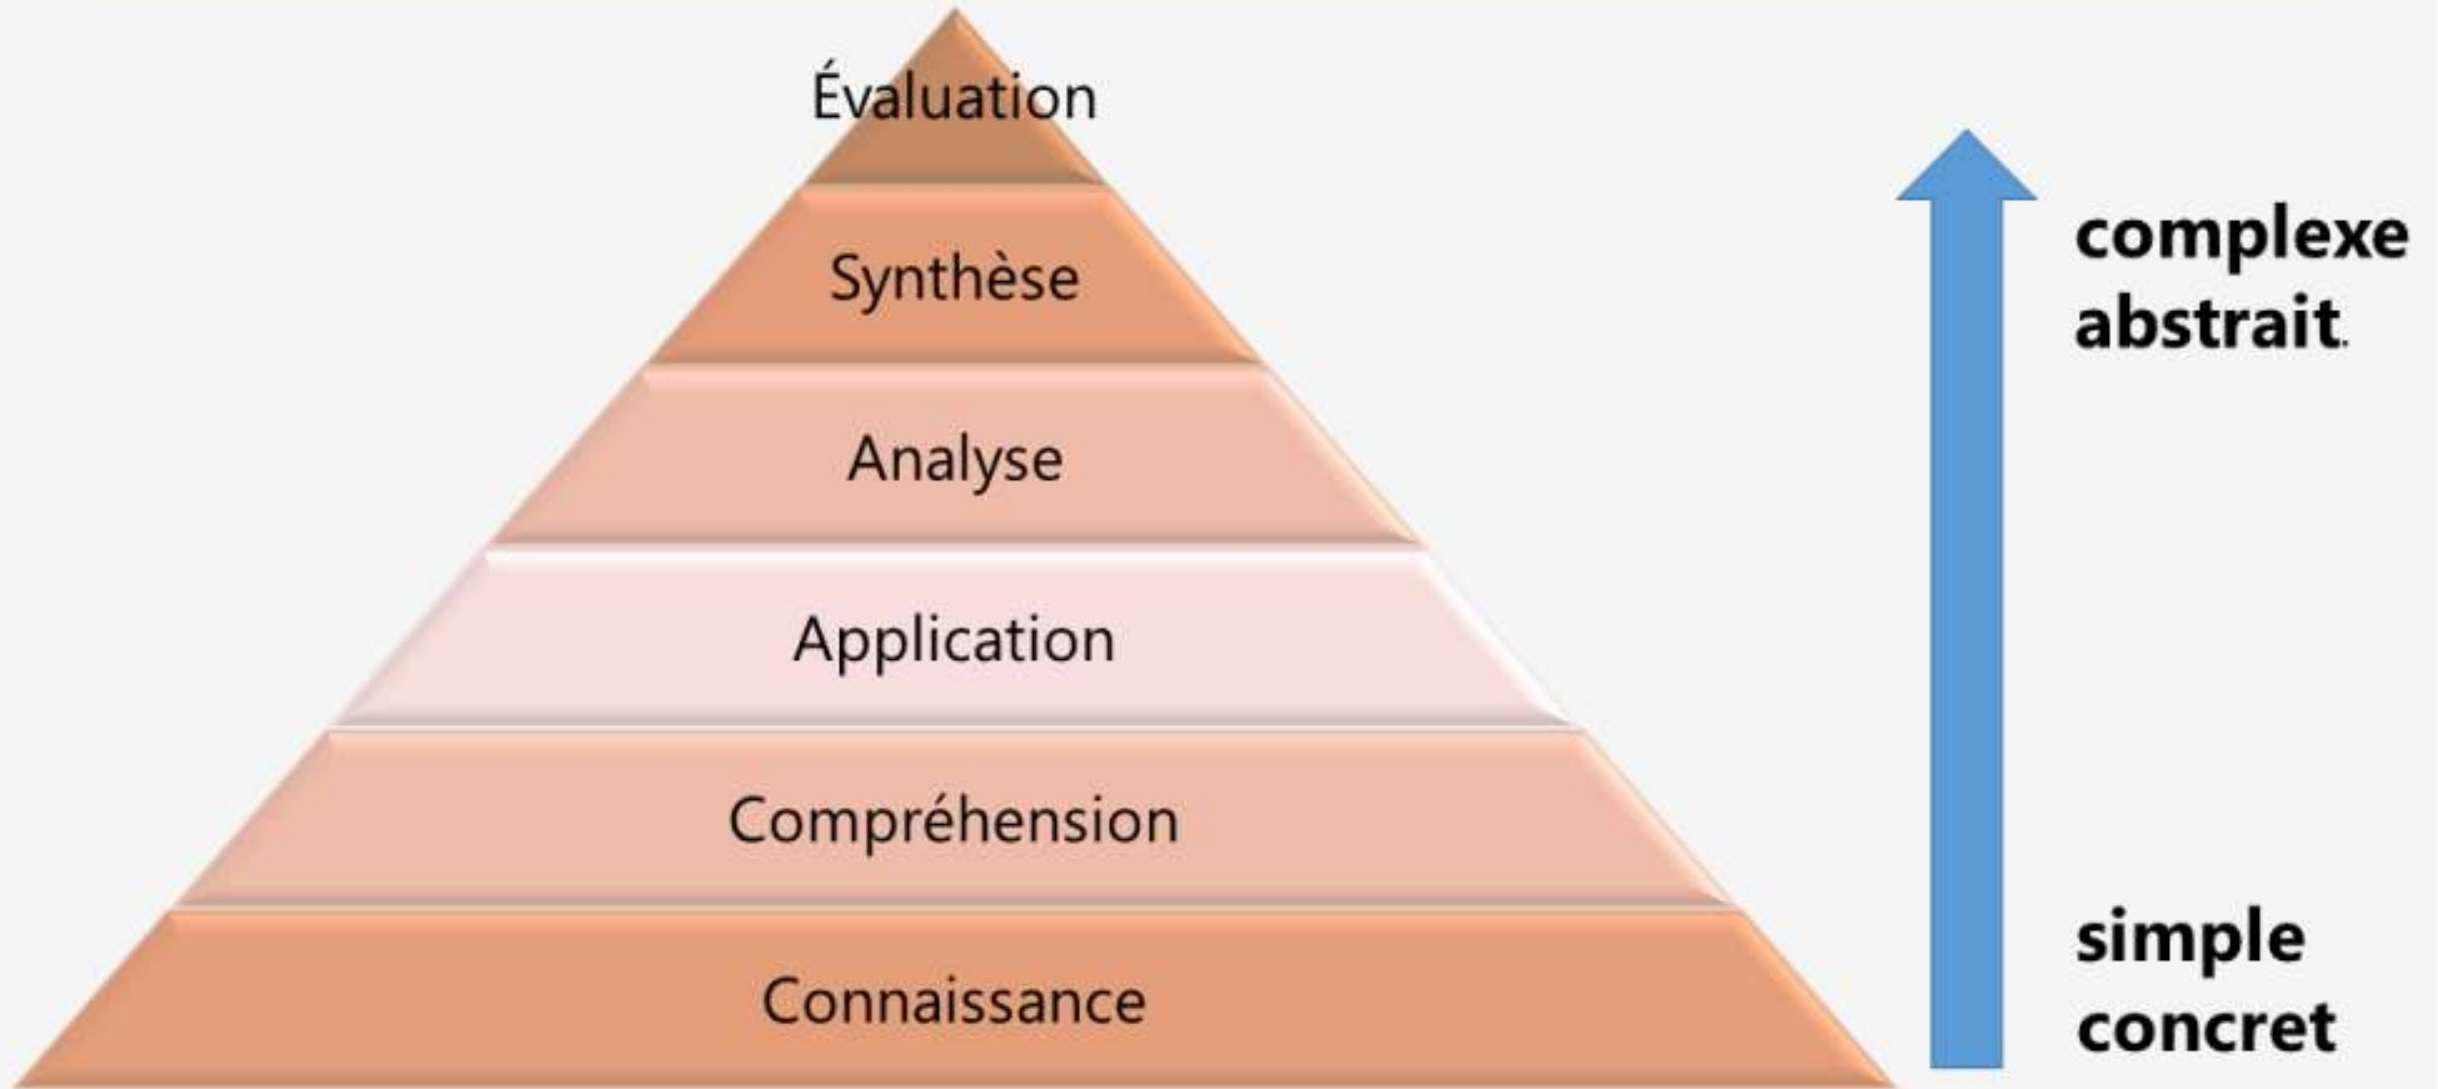 Évaluation
Synthèse
Analyse
Application
Compréhension
Connaissance
complexe
abstrait.
simple
concret